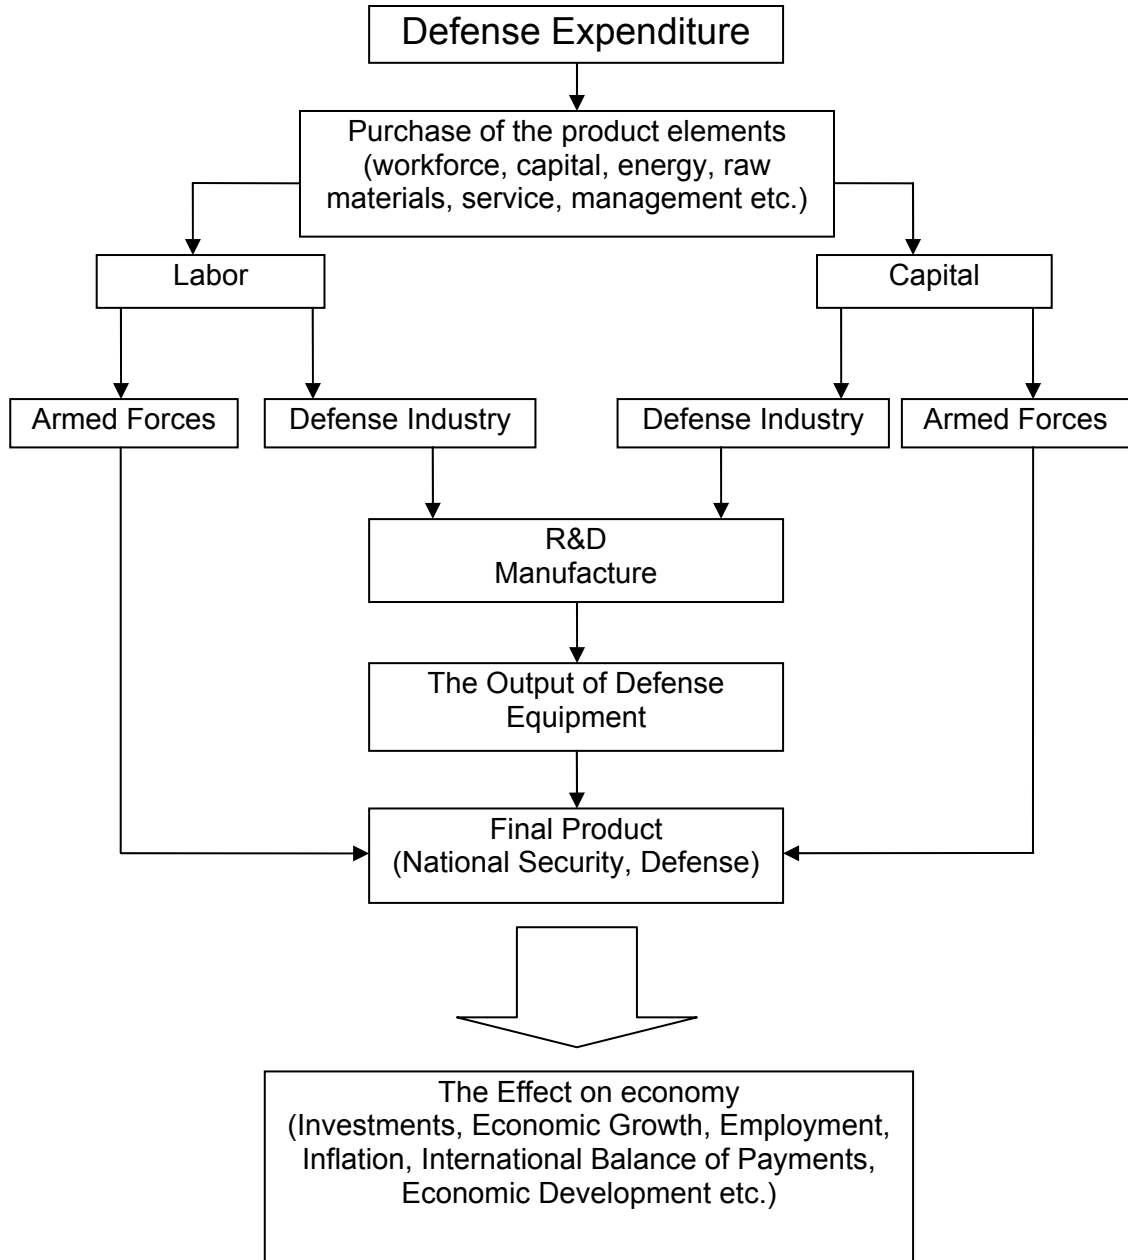 Defense Expenditure
Purchase of the product elements
(workforce, capital, energy, raw
materials, service, management etc.)
Labor
Capital
Armed Forces
Defense Industry
Defense Industry
Armed Forces
R&D
Manufacture
The Output of Defense
Equipment
Final Product
(National Security, Defense)
The Effect on economy
(Investments, Economic Growth, Employment,
Inflation, International Balance of Payments,
Economic Development etc.)